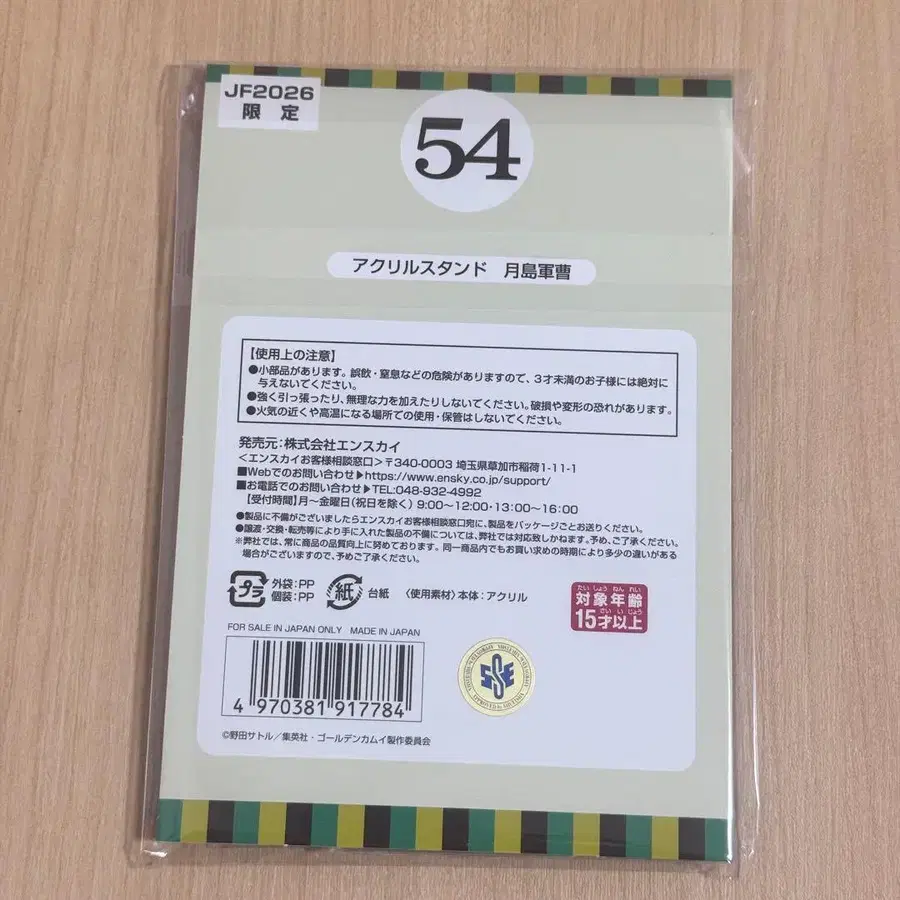 JF2026
限 定
54
アクリルスタンド 月島軍曹
【使用上の注意】
●小部品があります。誤飲・窒息などの危険がありますので、3才未満のお子様には絶対に
与えないでください。
●強く引っ張ったり、無理な力を加えたりしないでください。破損や変形の恐れがあります。
●火気の近くや高温になる場所での使用・保管はしないでください。
発売元:株式会社エンスカイ
<エンスカイお客様相談窓口>〒340-0003 埼玉県草加市稲荷1-11-1
■Webでのお問い合わせ▶https://www.ensky.co.jp/support/
■お電話でのお問い合わせ▶TEL:048-932-4992
【受付時間】月~金曜日(祝日を除く) 9:00~12:00・13:00~16:00
●製品に不備がございましたらエンスカイお客様相談窓口宛に、製品をパッケージごとお送りください。
●譲渡・交換・転売等により手に入れた製品の不備については、弊社では対応致しかねます。予め、ご了承ください。
※弊社では、常に商品の品質向上に努めております。同一商品内でもお買い求めの時期により多少の違いがある
場合がございますので、予めご了承ください。
プラ 外袋:PP
個装:PP
紙 台紙 〈使用素材〉本体:アクリル
たいしょうねんれい
対象年齢
さいいじょう
15才以上
FOR SALE IN JAPAN ONLY MADE IN JAPAN
SSE
4 970381 917784
©野田サトル/集英社・ゴールデンカムイ製作委員会